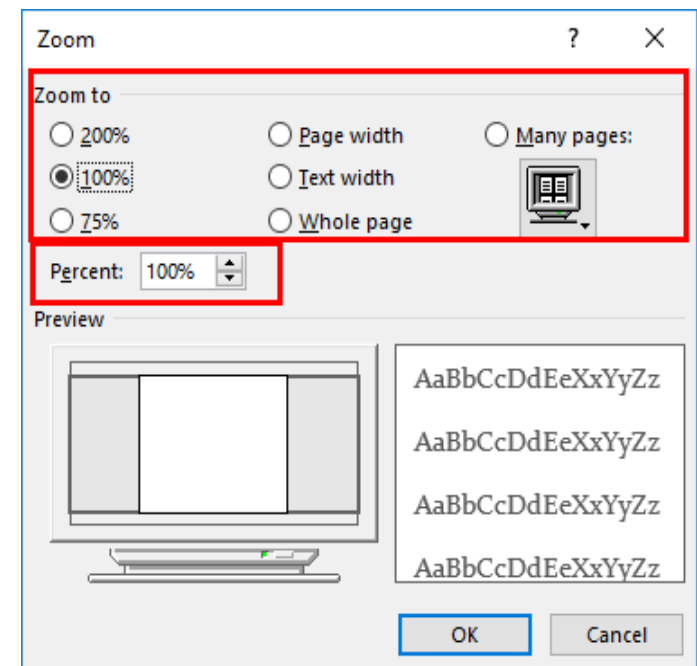 Zoom ?
Zoom to
200% Page width Many pages:
100% Text width
75% Whole page
Percent: 100%
Preview
AaBbCcDdEeXxYyZz
AaBbCcDdEeXxYyZz
AaBbCcDdEeXxYyZz
AaBbCcDdEeXxYyZz
OK Cancel